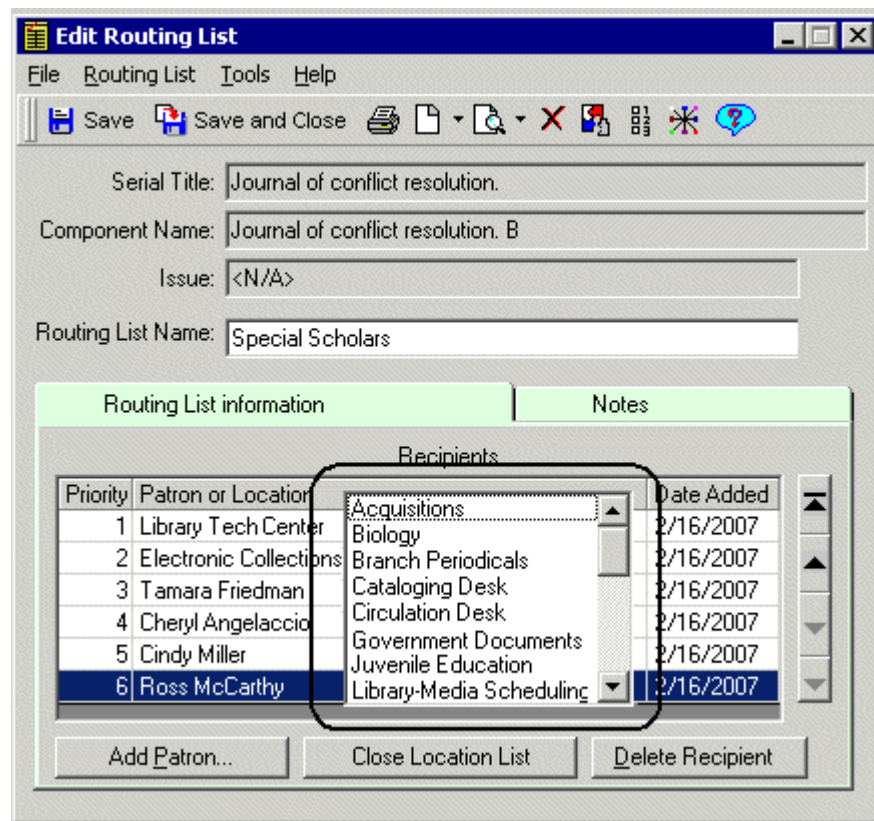 Edit Routing List
File Routing List Tools Help
Save Save and Close
Serial Title: Journal of conflict resolution.
Component Name: Journal of conflict resolution. B
Issue: <N/A>
Routing List Name: Special Scholars
Routing List information Notes
Recipients
Priority Patron or Location Date Added
1 Library Tech Center 2/16/2007
2 Electronic Collections 2/16/2007
3 Tamara Friedman 2/16/2007
4 Cheryl Angelaccio 2/16/2007
5 Cindy Miller 2/16/2007
6 Ross McCarthy 2/16/2007
Acquisitions
Biology
Branch Periodicals
Cataloging Desk
Circulation Desk
Government Documents
Juvenile Education
Library-Media Scheduling
Add Patron... Close Location List Delete Recipient